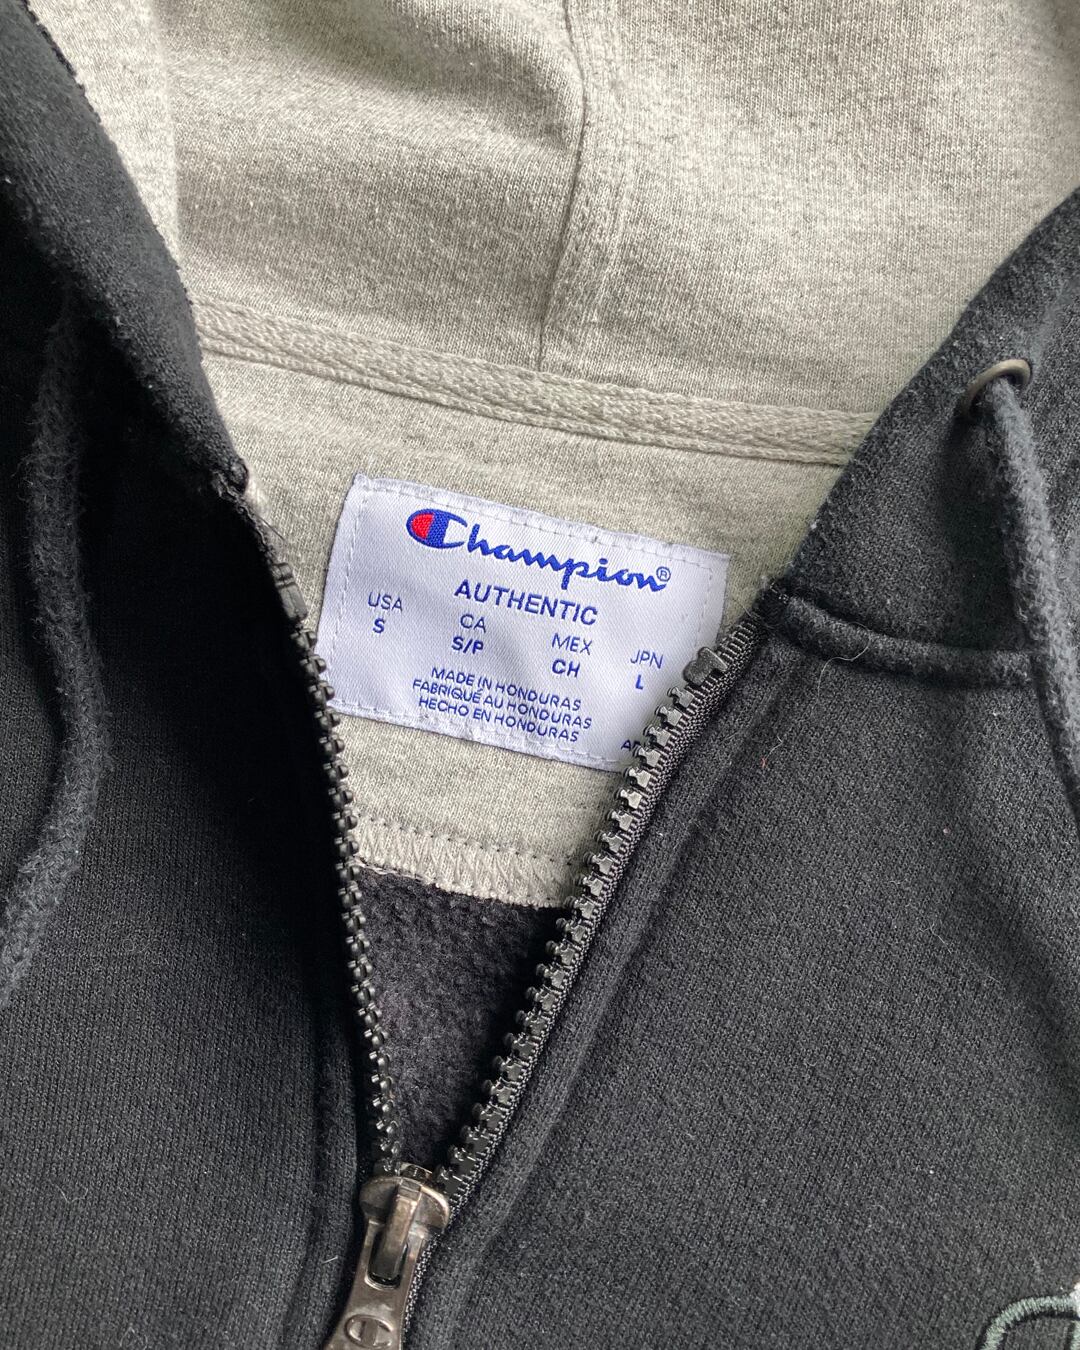 Champion®
AUTHENTIC
USA CA MEX JPN
S S/P CH L
MADE IN HONDURAS
FABRIQUÉ AU HONDURAS
HECHO EN HONDURAS